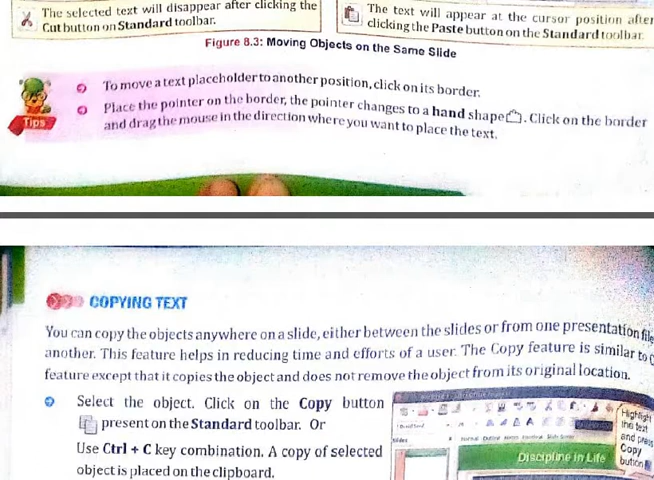 The selected text will disappear after clicking the
Cut button on Standard toolbar.
The text will appear at the cursor position after
clicking the Paste button on the Standard toolbar.
Figure 8.3: Moving Objects on the Same Slide
Tips
To move a text placeholder to another position, click on its border.
Place the pointer on the border, the pointer changes to a hand shape. Click on the border
and drag the mouse in the direction where you want to place the text.
COPYING TEXT
You can copy the objects anywhere on a slide, either between the slides or from one presentation file
another. This feature helps in reducing time and efforts of a user. The Copy feature is similar to
feature except that it copies the object and does not remove the object from its original location.
Select the object. Click on the Copy button
present on the Standard toolbar. Or
Use Ctrl + C key combination. A copy of selected
object is placed on the clipboard.
Slides
Discipline in Life
Highligh
the text
and press
Copy
button